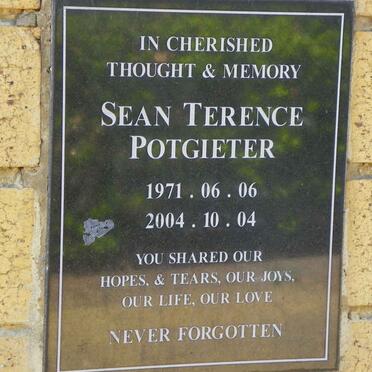 IN CHERISHED
THOUGHT & MEMORY
SEAN TERENCE
POTGIETER
1971 . 06 . 06
2004 . 10 . 04
YOU SHARED OUR
HOPES, & TEARS, OUR JOYS,
OUR LIFE, OUR LOVE
NEVER FORGOTTEN